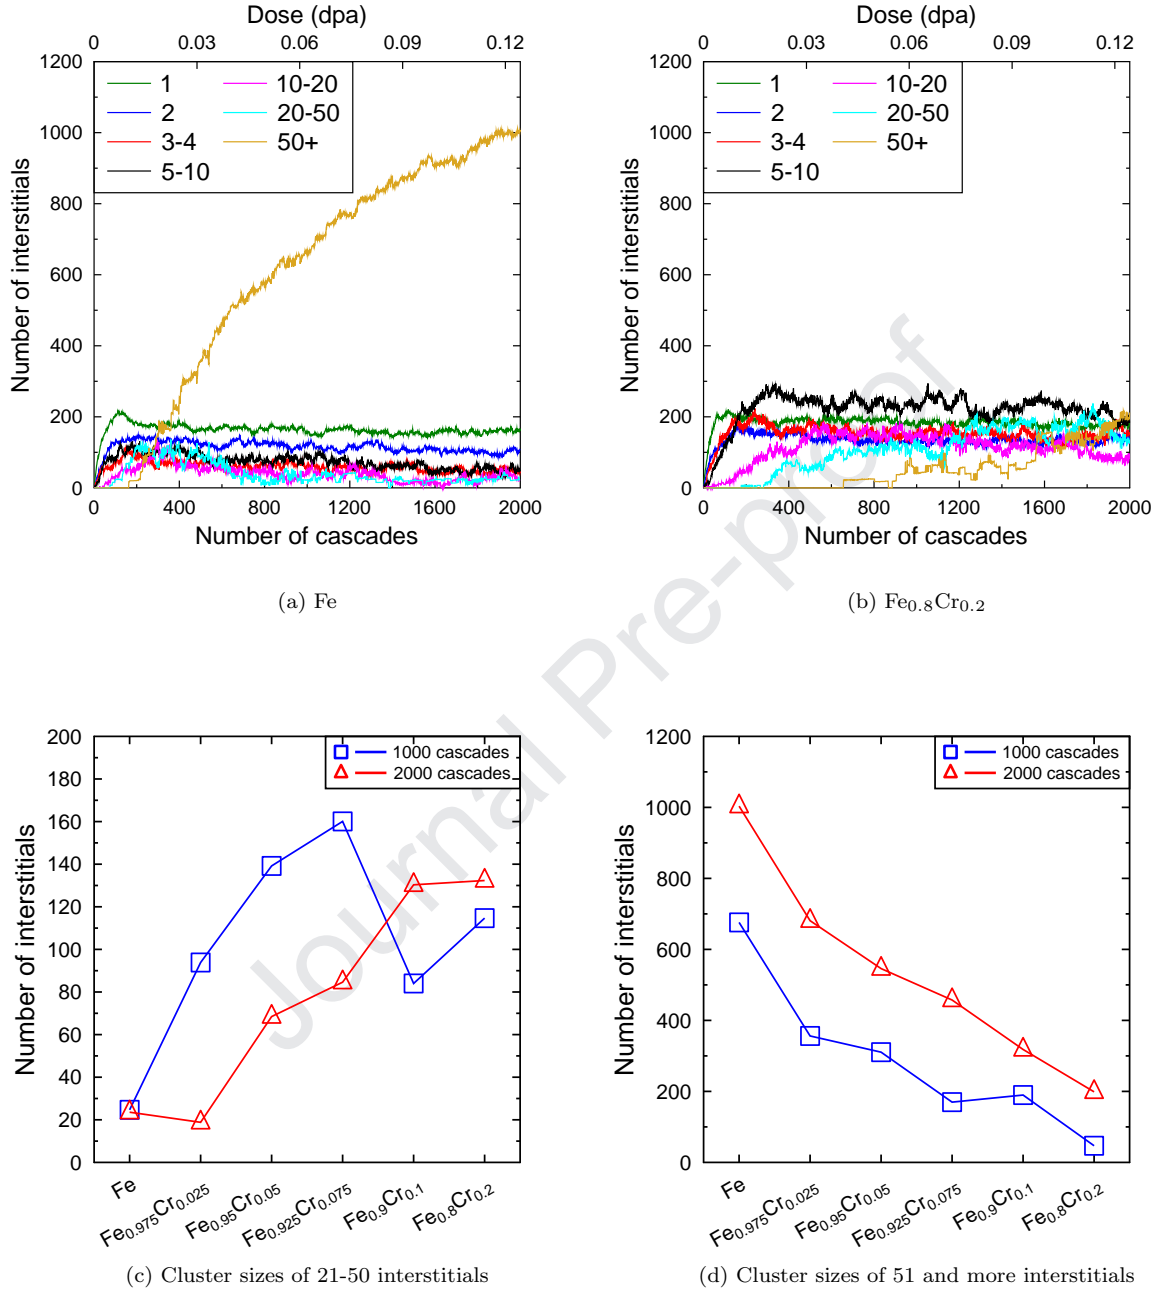 Dose (dpa)
0 0.03 0.06 0.09 0.12
1200
1000
800
600
400
200
0
Number of interstitials
1 10-20
2 20-50
3-4 50+
5-10
0 400 800 1200 1600 2000
Number of cascades
(a) Fe
Dose (dpa)
0 0.03 0.06 0.09 0.12
1200
1000
800
600
400
200
0
Number of interstitials
1 10-20
2 20-50
3-4 50+
5-10
0 400 800 1200 1600 2000
Number of cascades
(b) Fe0.8Cr0.2
200
180
160
140
120
100
80
60
40
20
0
Number of interstitials
1000 cascades
2000 cascades
Fe
Fe0.975Cr0.025
Fe0.95Cr0.05
Fe0.925Cr0.075
Fe0.9Cr0.1
Fe0.8Cr0.2
(c) Cluster sizes of 21-50 interstitials
1200
1000
800
600
400
200
0
Number of interstitials
1000 cascades
2000 cascades
Fe
Fe0.975Cr0.025
Fe0.95Cr0.05
Fe0.925Cr0.075
Fe0.9Cr0.1
Fe0.8Cr0.2
(d) Cluster sizes of 51 and more interstitials
Journal Pre-proof